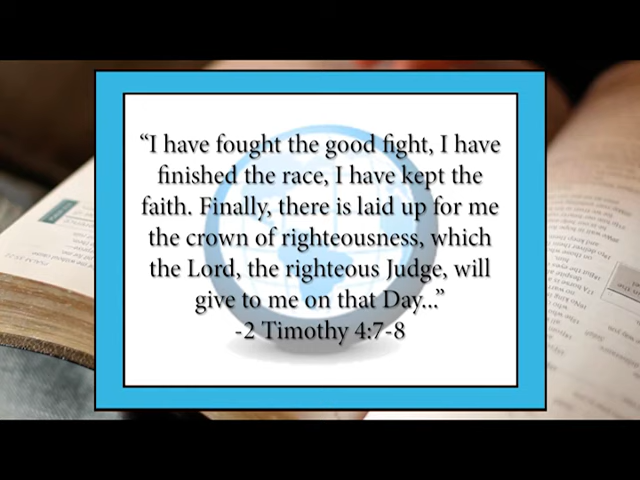 “I have fought the good fight, I have
finished the race, I have kept the
faith. Finally, there is laid up for me
the crown of righteousness, which
the Lord, the righteous Judge, will
give to me on that Day...”
-2 Timothy 4:7-8